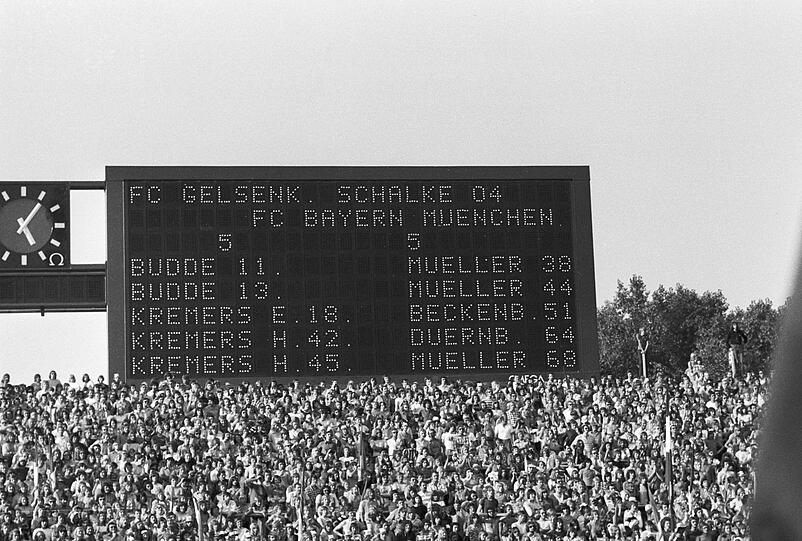 FC GELSENK. SCHALKE 04
FC BAYERN MUENCHEN.
5 5
BUDDE 11. MUELLER 38
BUDDE 13. MUELLER 44
KREMERS E.18. BECKENB.51
KREMERS H.42. DUERNB. 64
KREMERS H.45. MUELLER 68
Ω